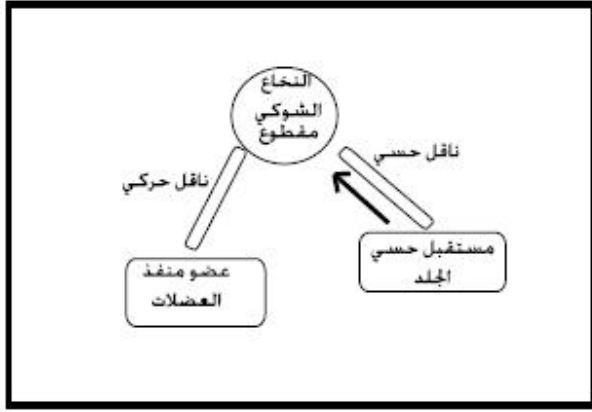 النخاع
الشوكي
مقطوع
ناقل حسي
ناقل حركي
مستقبل حسي
الجلد
عضو منفذ
العضلات